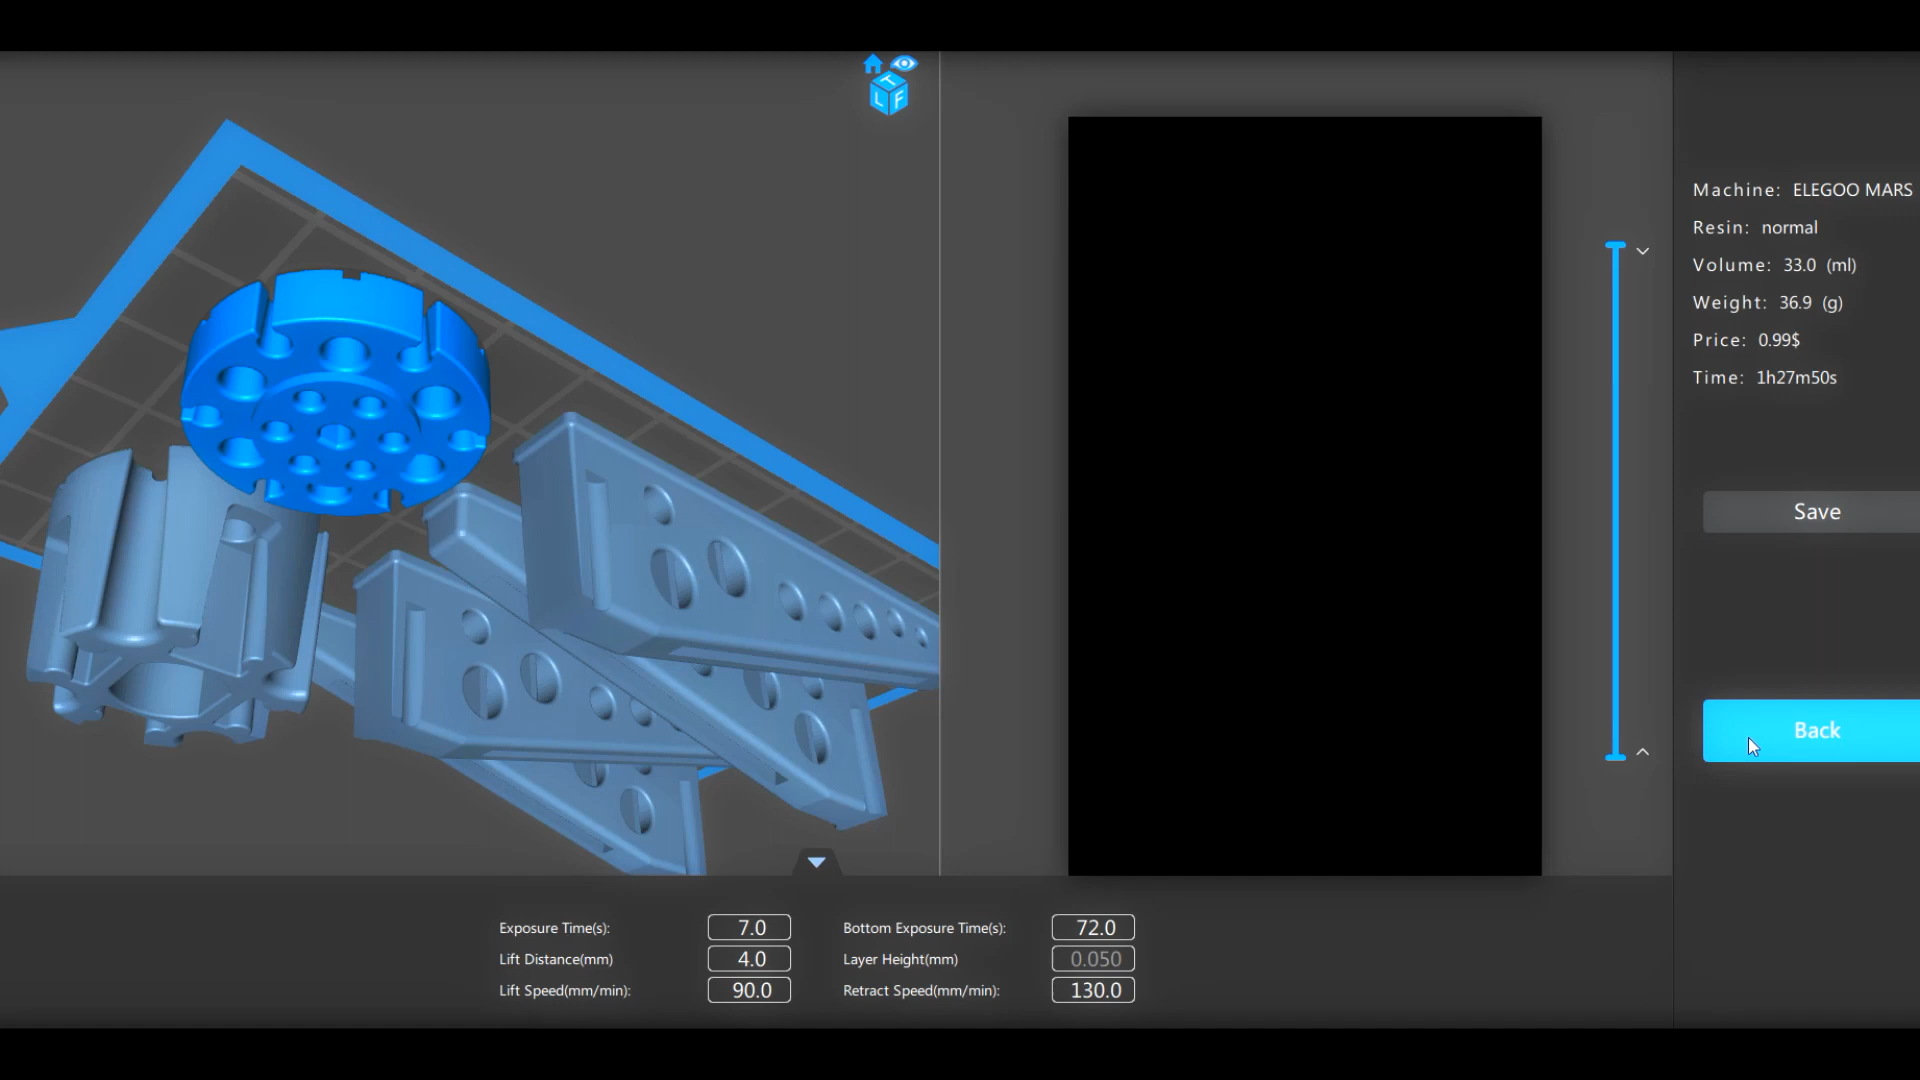 T
L F
Machine: ELEGOO MARS
Resin: normal
Volume: 33.0 (ml)
Weight: 36.9 (g)
Price: 0.99$
Time: 1h27m50s
Save
Back
Exposure Time(s): 7.0 Bottom Exposure Time(s): 72.0
Lift Distance(mm) 4.0 Layer Height(mm) 0.050
Lift Speed(mm/min): 90.0 Retract Speed(mm/min): 130.0